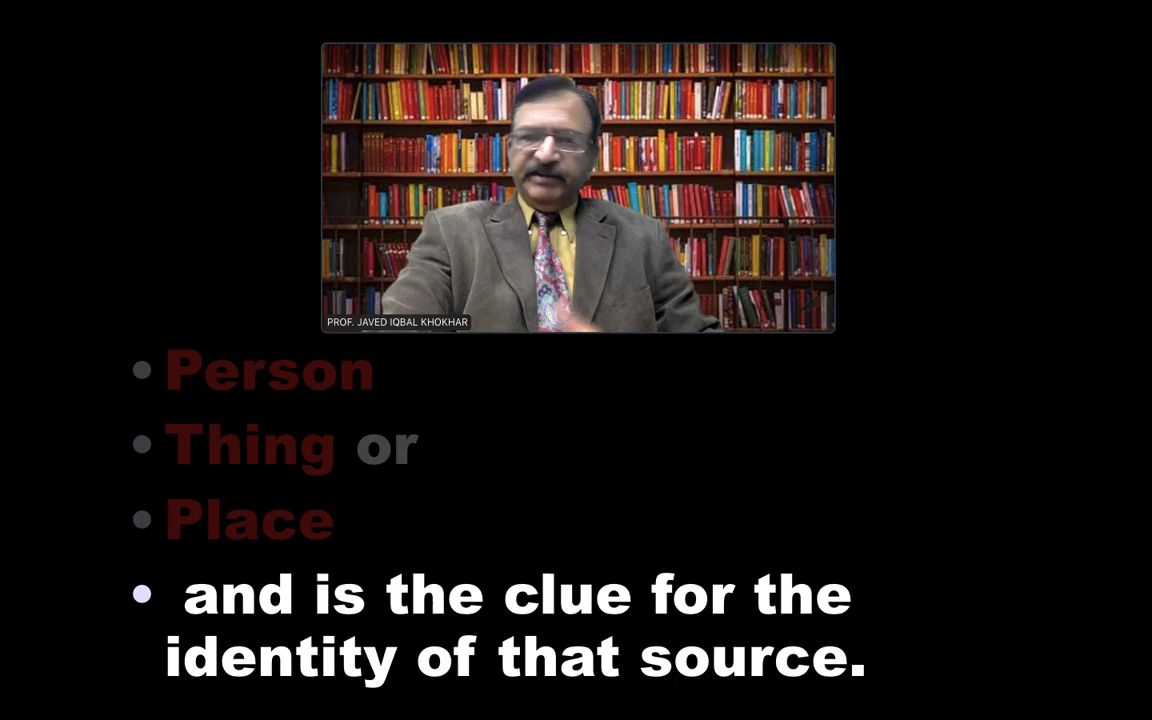 PROF. JAVED IQBAL KHOKHAR
• Person
• Thing or
• Place
• and is the clue for the
identity of that source.